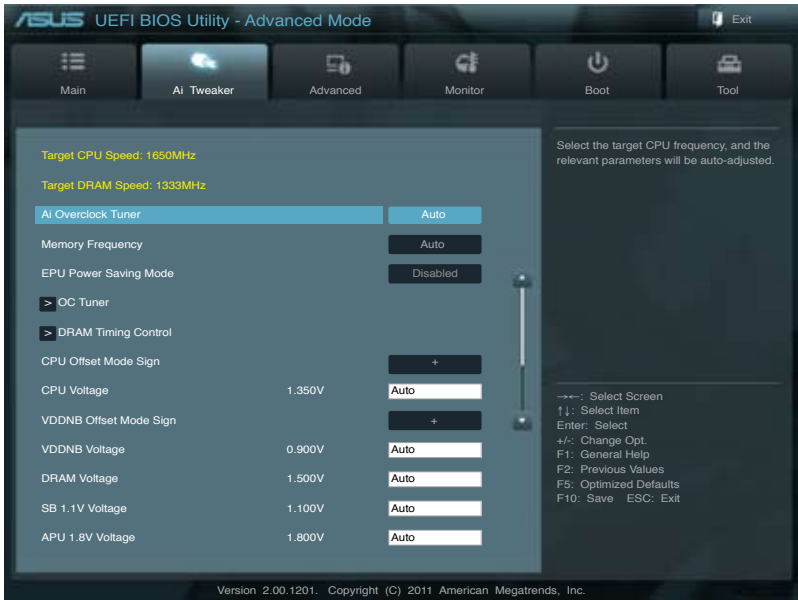 ASUS UEFI BIOS Utility - Advanced Mode
Exit
Main
Ai Tweaker
Advanced
Monitor
Boot
Tool
Target CPU Speed: 1650MHz
Target DRAM Speed: 1333MHz
Ai Overclock Tuner Auto
Memory Frequency Auto
EPU Power Saving Mode Disabled
> OC Tuner
> DRAM Timing Control
CPU Offset Mode Sign +
CPU Voltage 1.350V Auto
VDDNB Offset Mode Sign +
VDDNB Voltage 0.900V Auto
DRAM Voltage 1.500V Auto
SB 1.1V Voltage 1.100V Auto
APU 1.8V Voltage 1.800V Auto
Select the target CPU frequency, and the
relevant parameters will be auto-adjusted.
→←: Select Screen
↑↓: Select Item
Enter: Select
+/-: Change Opt.
F1: General Help
F2: Previous Values
F5: Optimized Defaults
F10: Save ESC: Exit
Version 2.00.1201. Copyright (C) 2011 American Megatrends, Inc.